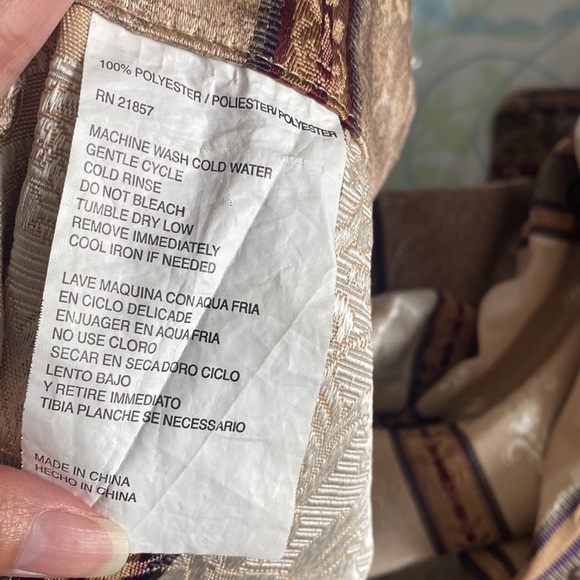 100% POLYESTER / POLIESTER/ POLYESTER
RN 21857
MACHINE WASH COLD WATER
GENTLE CYCLE
COLD RINSE
DO NOT BLEACH
TUMBLE DRY LOW
REMOVE IMMEDIATELY
COOL IRON IF NEEDED
LAVE MAQUINA CON AQUA FRIA
EN CICLO DELICADE
ENJUAGER EN AQUA FRIA
NO USE CLORO
SECAR EN SECADORO CICLO
LENTO BAJO
Y RETIRE IMMEDIATO
TIBIA PLANCHE SE NECESSARIO
MADE IN CHINA
HECHO IN CHINA